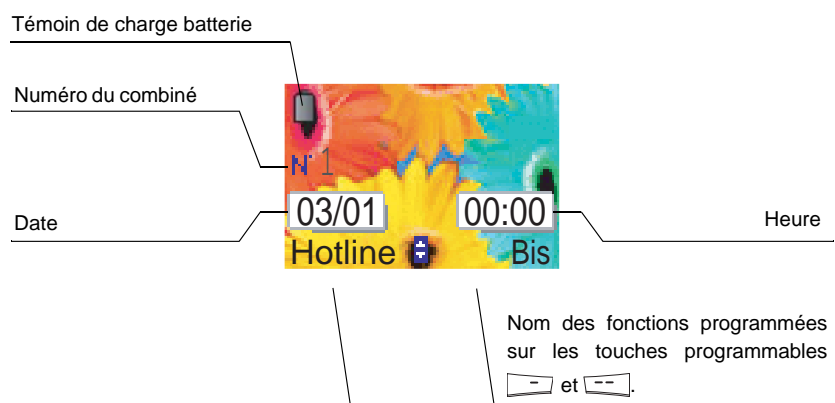 Témoin de charge batterie
Numéro du combiné
N° 1
Date
03/01
00:00
Heure
Hotline
Bis
Nom des fonctions programmées
sur les touches programmables
- et --.